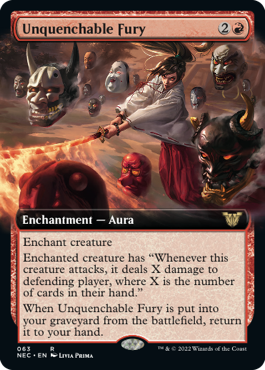 Unquenchable Fury 2
Enchantment — Aura
Enchant creature
Enchanted creature has “Whenever this
creature attacks, it deals X damage to
defending player, where X is the number
of cards in their hand.”
When Unquenchable Fury is put into
your graveyard from the battlefield, return
it to your hand.
063 R
NEC • EN LIVIA PRIMA
™ & © 2022 Wizards of the Coast